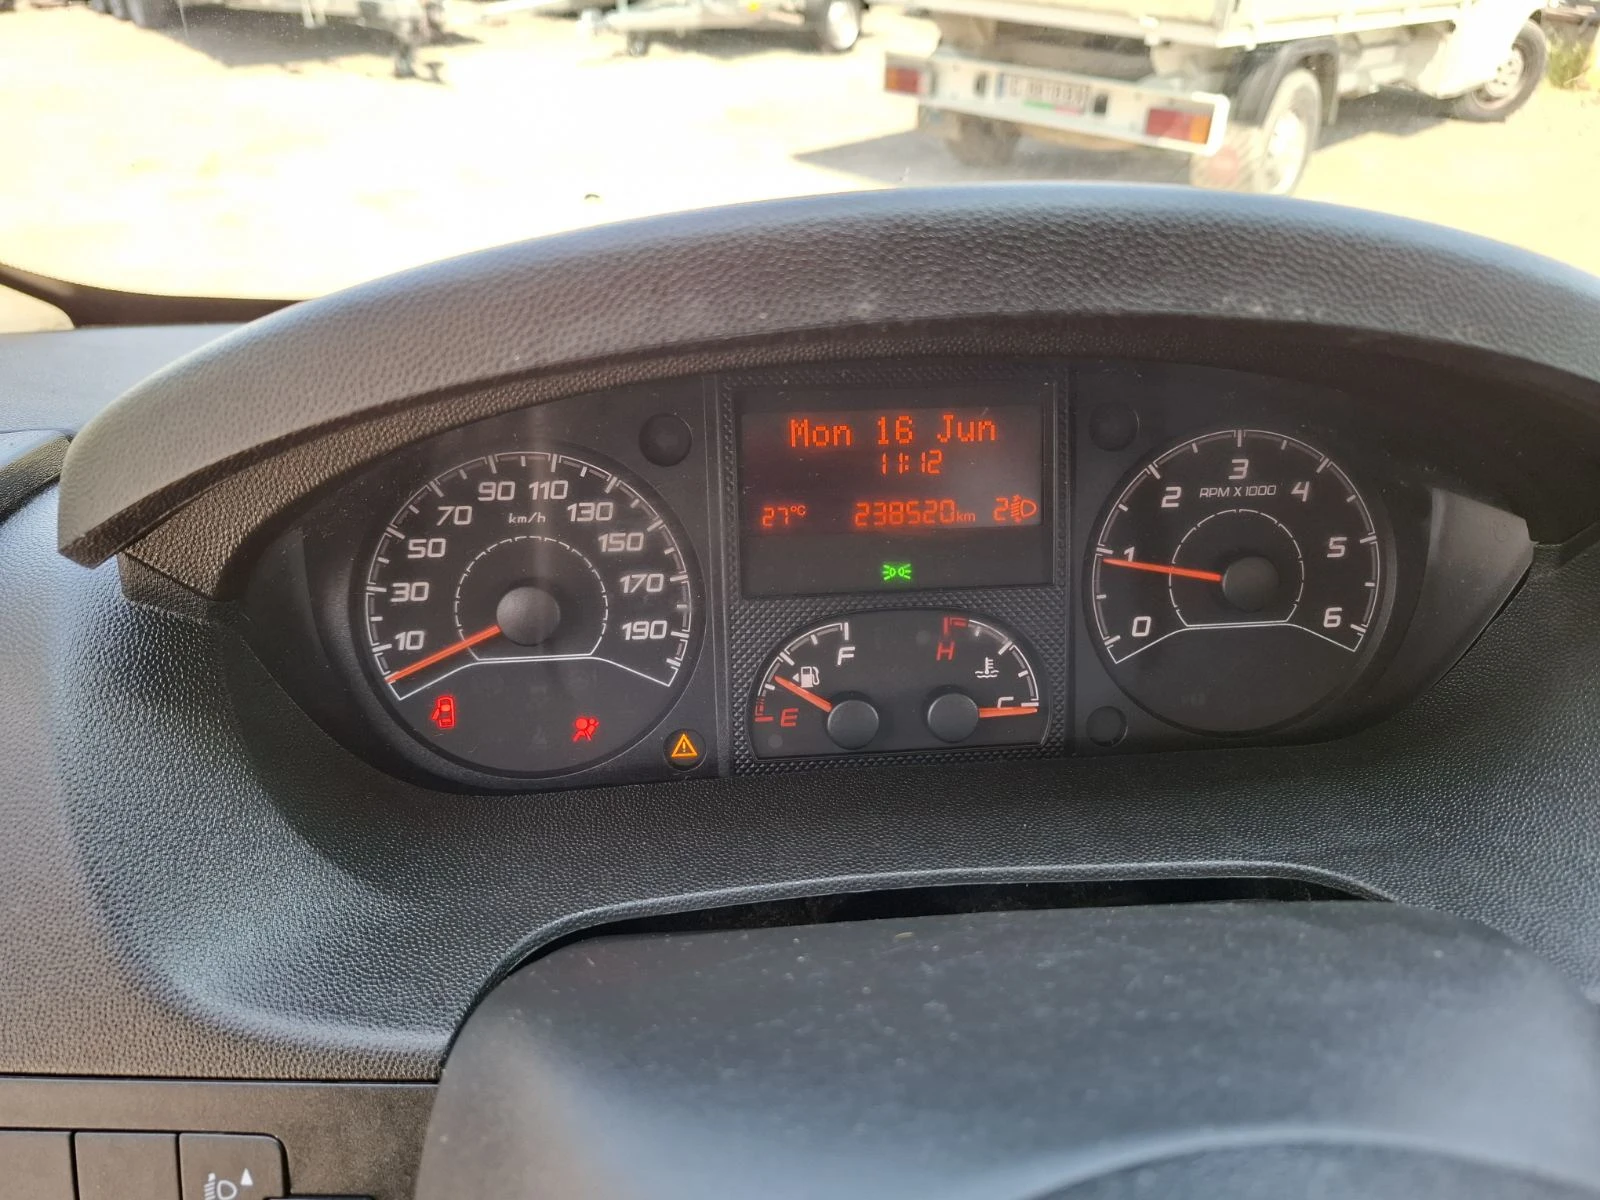 Mon 16 Jun
11:12
27°C 238520km 2
10 30 50 70 90 110 130 150 170 190
km/h
0 1 2 3 4 5 6
RPM X 1000
E F
H C